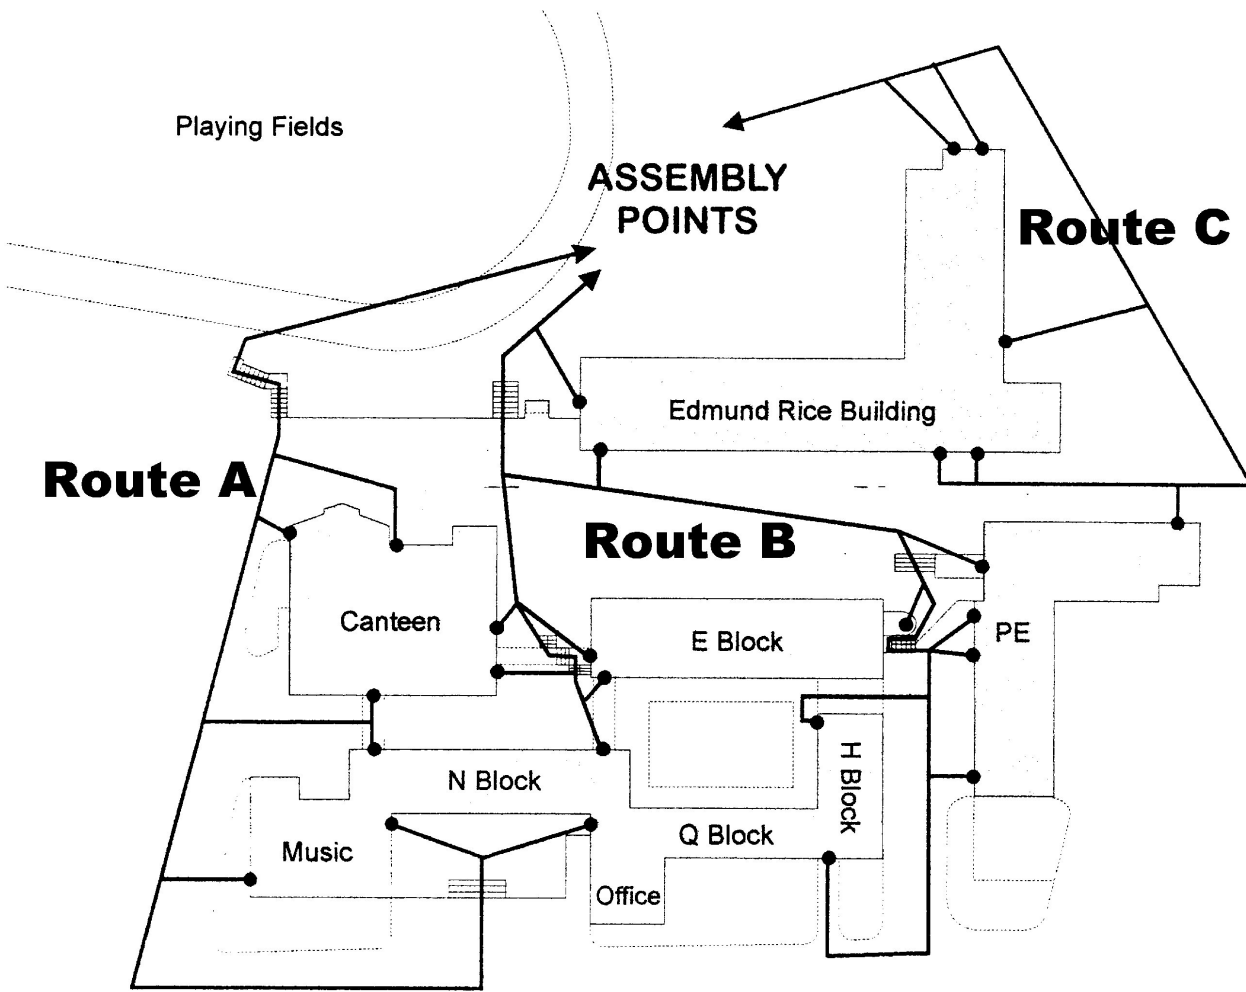 Playing Fields
ASSEMBLY
POINTS
Route C
Edmund Rice Building
Route A
Route B
Canteen
E Block
PE
N Block
H Block
Q Block
Music
Office